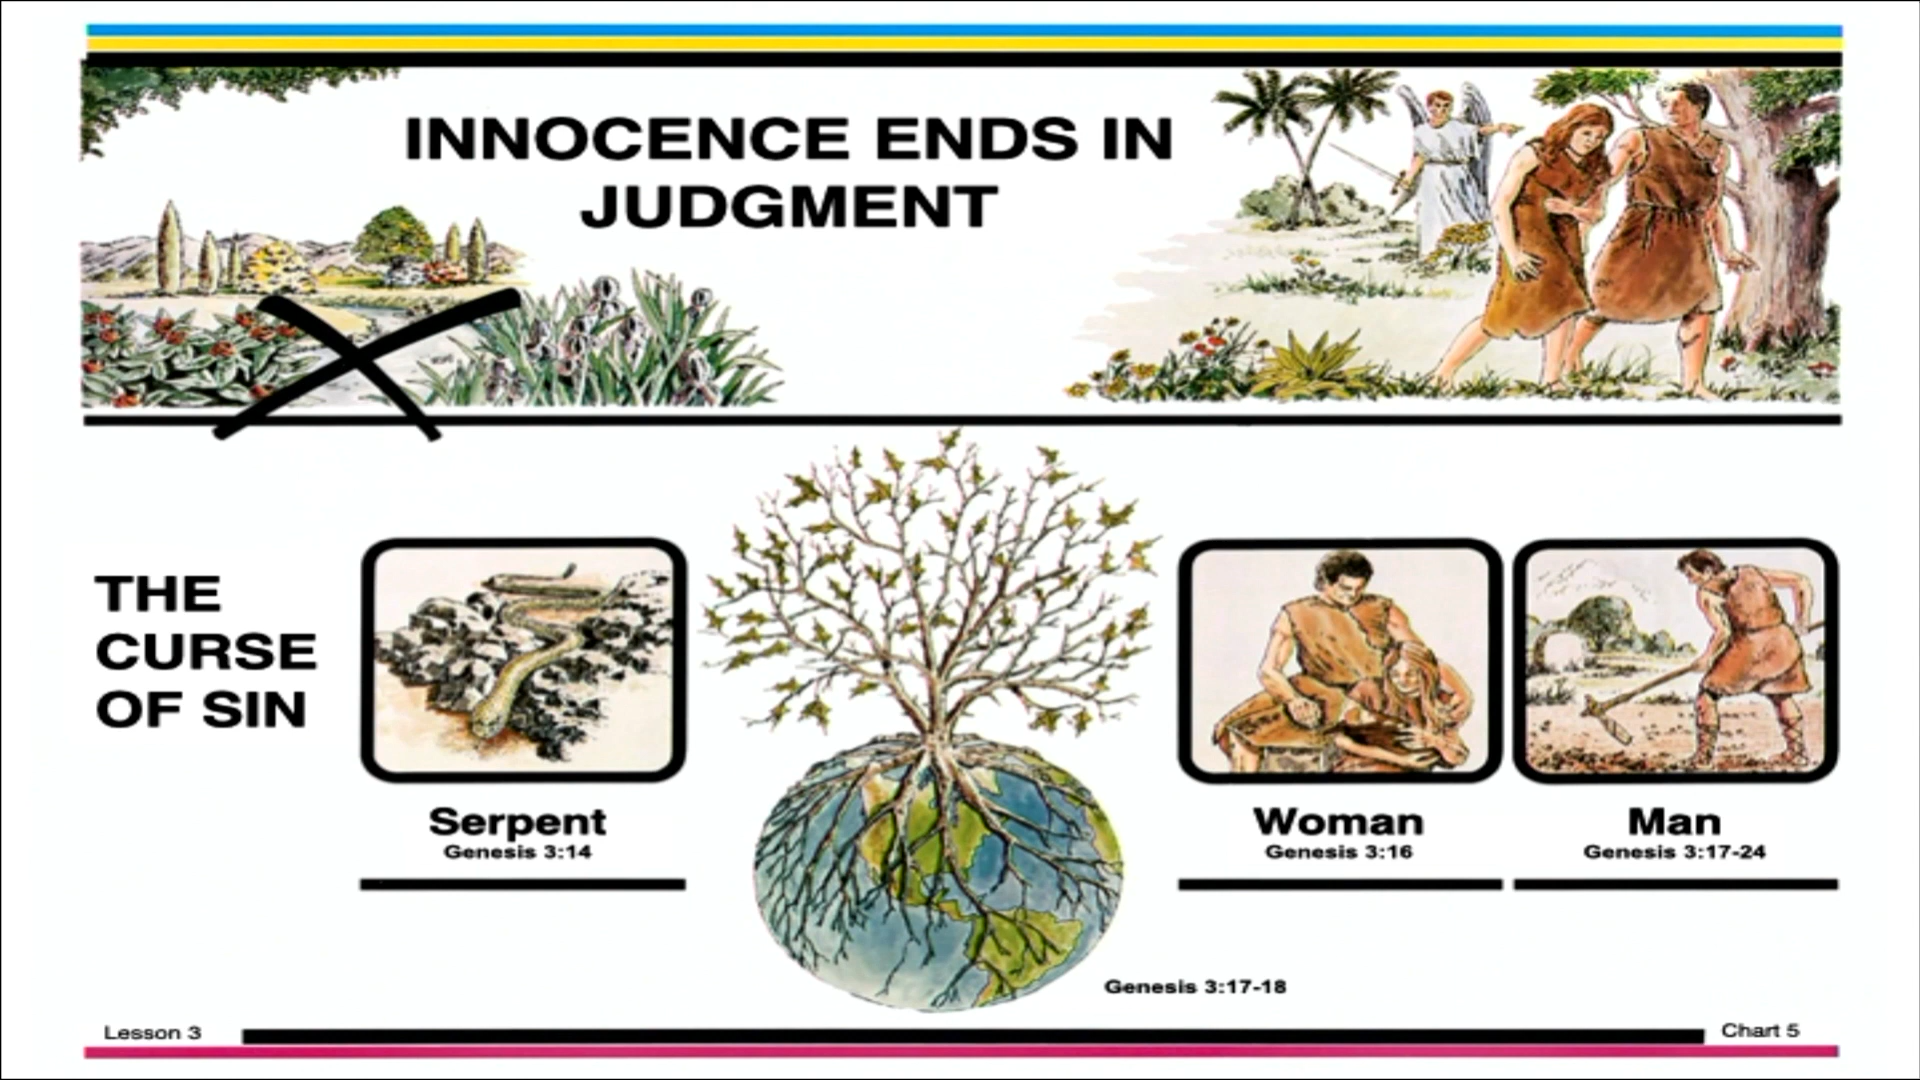 INNOCENCE ENDS IN
JUDGMENT
THE
CURSE
OF SIN
Serpent
Genesis 3:14
Woman
Genesis 3:16
Man
Genesis 3:17-24
Genesis 3:17-18
Lesson 3
Chart 5